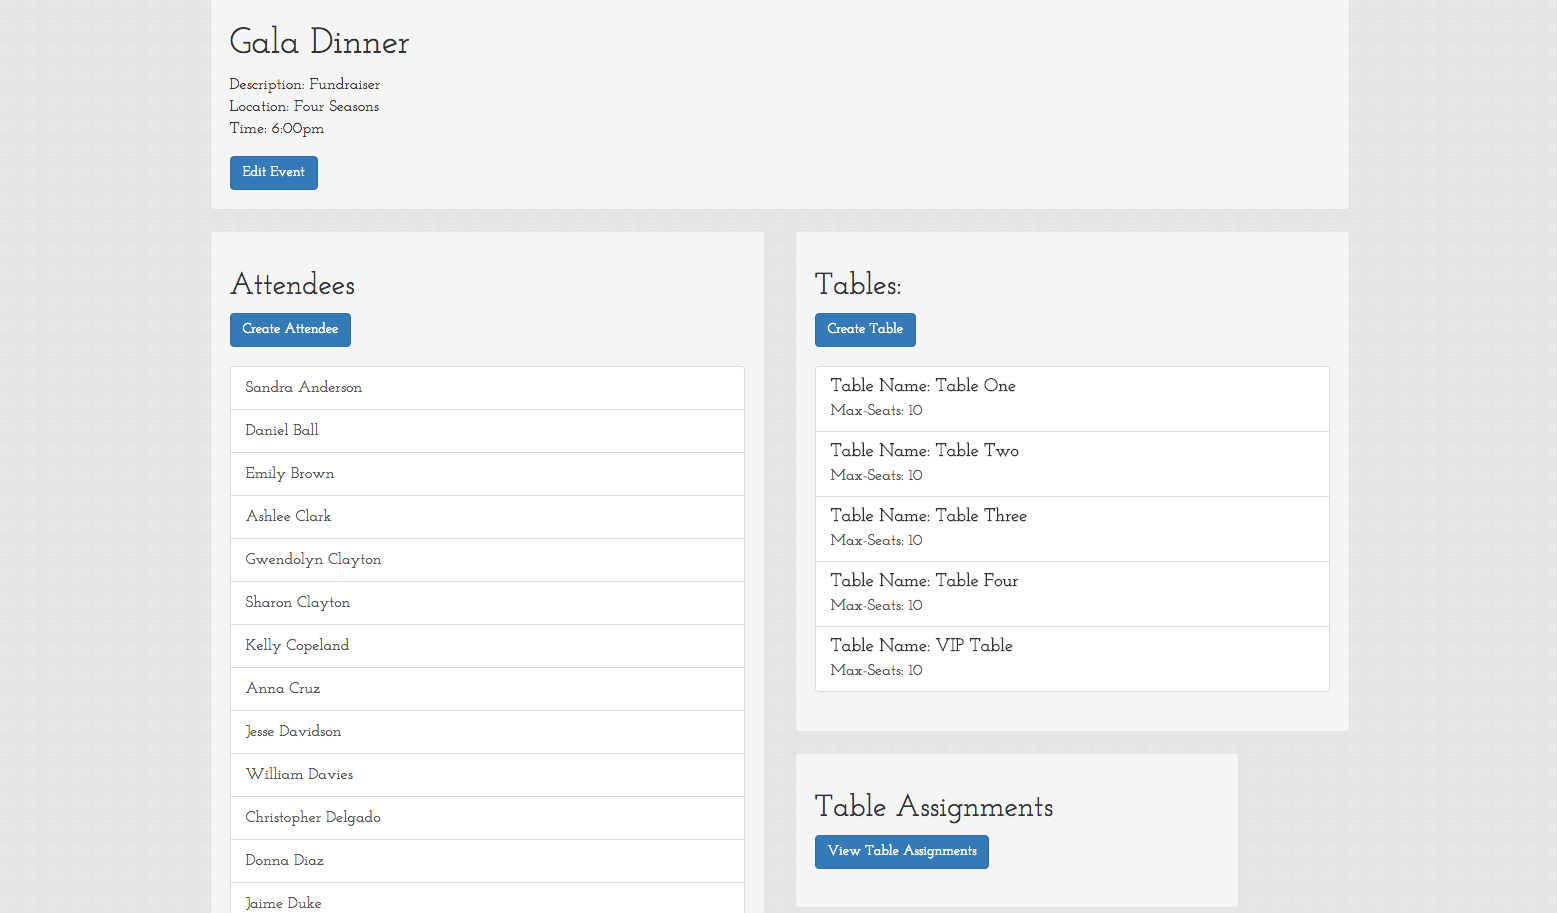 Gala Dinner
Description: Fundraiser
Location: Four Seasons
Time: 6:00pm
Edit Event
Attendees
Create Attendee
Sandra Anderson
Daniel Ball
Emily Brown
Ashlee Clark
Gwendolyn Clayton
Sharon Clayton
Kelly Copeland
Anna Cruz
Jesse Davidson
William Davies
Christopher Delgado
Donna Diaz
Jaime Duke
Tables:
Create Table
Table Name: Table One
Max-Seats: 10
Table Name: Table Two
Max-Seats: 10
Table Name: Table Three
Max-Seats: 10
Table Name: Table Four
Max-Seats: 10
Table Name: VIP Table
Max-Seats: 10
Table Assignments
View Table Assignments